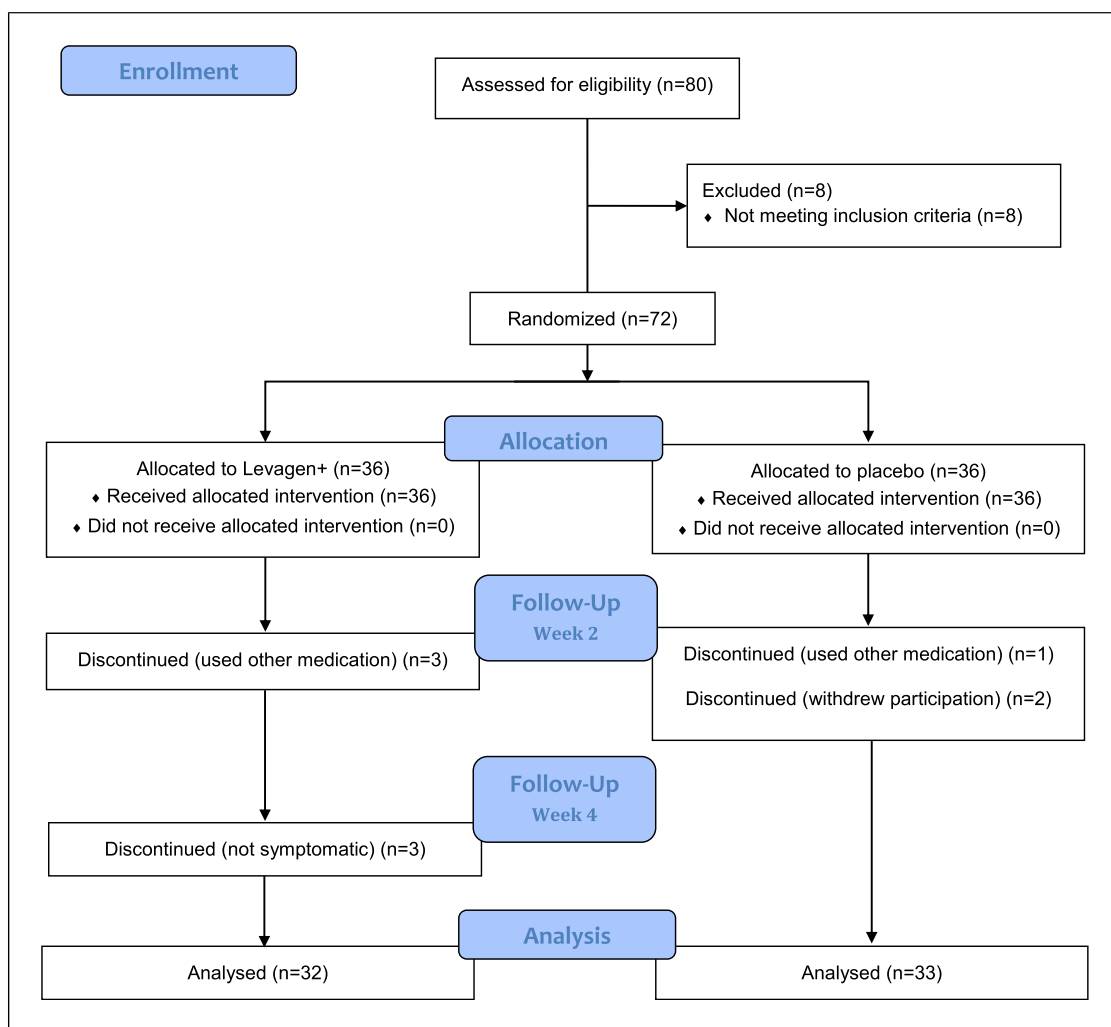 Enrollment
Assessed for eligibility (n=80)
Excluded (n=8)
♦ Not meeting inclusion criteria (n=8)
Randomized (n=72)
Allocation
Allocated to Levagen+ (n=36)
♦ Received allocated intervention (n=36)
♦ Did not receive allocated intervention (n=0)
Allocated to placebo (n=36)
♦ Received allocated intervention (n=36)
♦ Did not receive allocated intervention (n=0)
Follow-Up
Week 2
Discontinued (used other medication) (n=3)
Discontinued (used other medication) (n=1)
Discontinued (withdrew participation) (n=2)
Follow-Up
Week 4
Discontinued (not symptomatic) (n=3)
Analysis
Analysed (n=32)
Analysed (n=33)